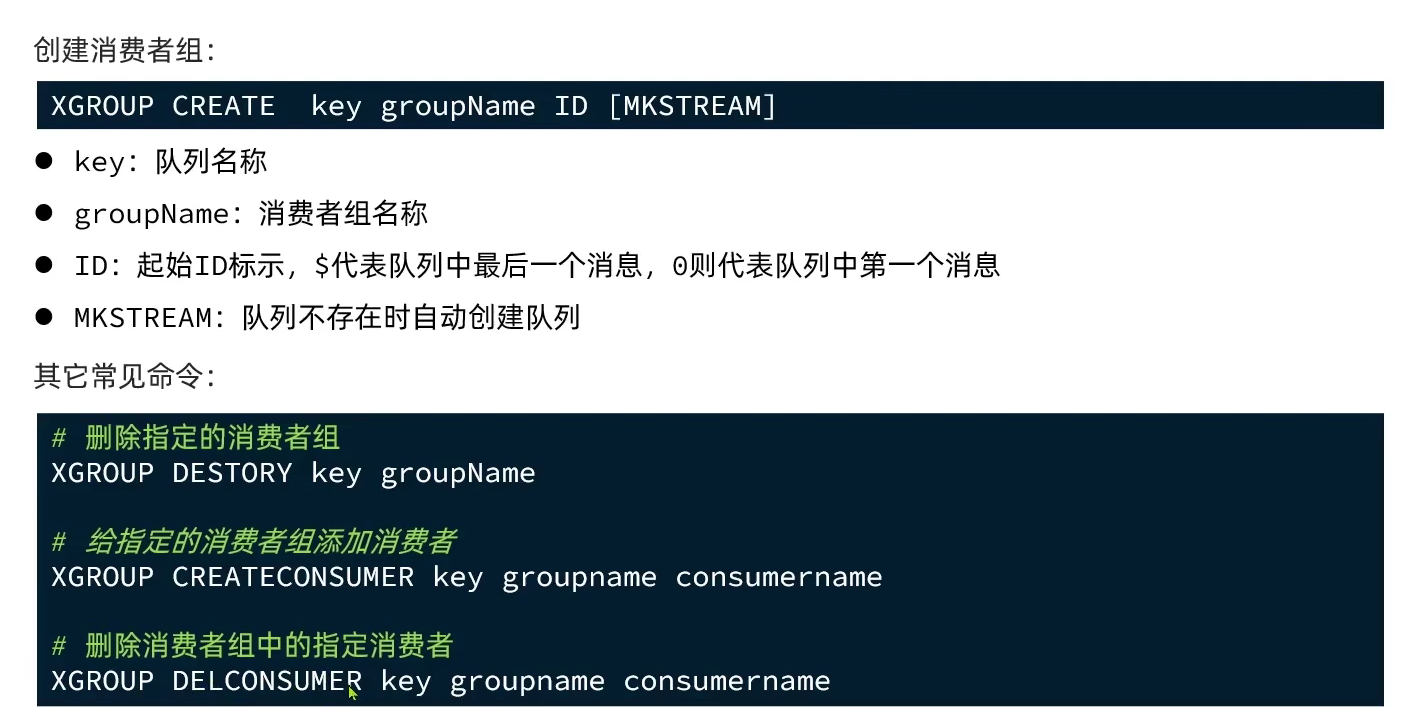 创建消费者组：
XGROUP CREATE  key groupName ID [MKSTREAM]
● key：队列名称
● groupName：消费者组名称
● ID：起始ID标示，$代表队列中最后一个消息，0则代表队列中第一个消息
● MKSTREAM：队列不存在时自动创建队列
其它常见命令：
# 删除指定的消费者组
XGROUP DESTORY key groupName
# 给指定的消费者组添加消费者
XGROUP CREATECONSUMER key groupname consumername
# 删除消费者组中的指定消费者
XGROUP DELCONSUMER key groupname consumername